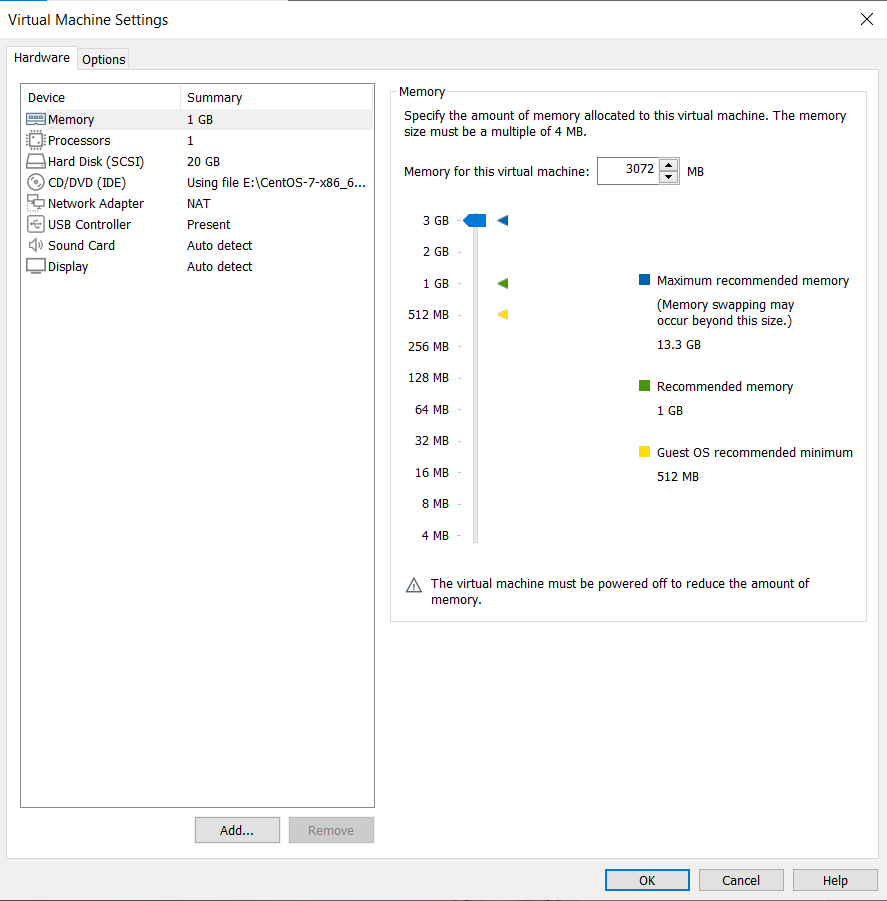 Virtual Machine Settings
Hardware
Options
Device Summary
Memory 1 GB
Processors 1
Hard Disk (SCSI) 20 GB
CD/DVD (IDE) Using file E:\CentOS-7-x86_6...
Network Adapter NAT
USB Controller Present
Sound Card Auto detect
Display Auto detect
Add...
Remove
Memory
Specify the amount of memory allocated to this virtual machine. The memory
size must be a multiple of 4 MB.
Memory for this virtual machine: 3072 MB
3 GB
2 GB
1 GB
512 MB
256 MB
128 MB
64 MB
32 MB
16 MB
8 MB
4 MB
Maximum recommended memory
(Memory swapping may
occur beyond this size.)
13.3 GB
Recommended memory
1 GB
Guest OS recommended minimum
512 MB
The virtual machine must be powered off to reduce the amount of
memory.
OK
Cancel
Help